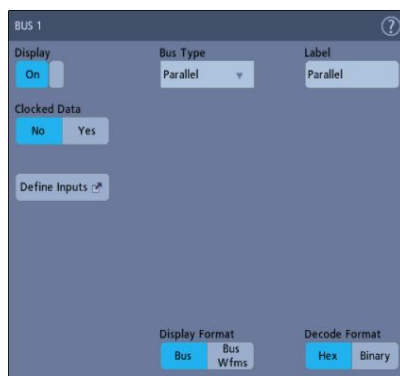 BUS 1 ?
Display Bus Type Label
On Parallel Parallel
Clocked Data
No Yes
Define Inputs
Display Format Decode Format
Bus Bus Wfms Hex Binary